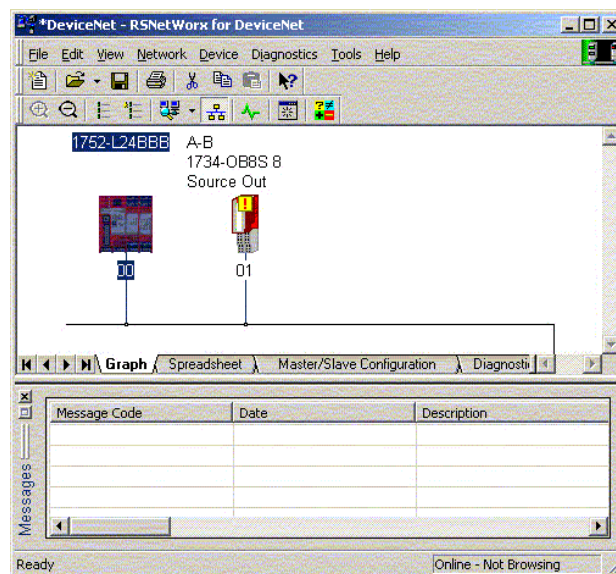 *DeviceNet - RSNetWorx for DeviceNet
File Edit View Network Device Diagnostics Tools Help
1752-L24BBB
A-B
1734-OB8S 8
Source Out
!
00
01
Graph Spreadsheet Master/Slave Configuration Diagnosti
Messages
Message Code Date Description
Ready Online - Not Browsing